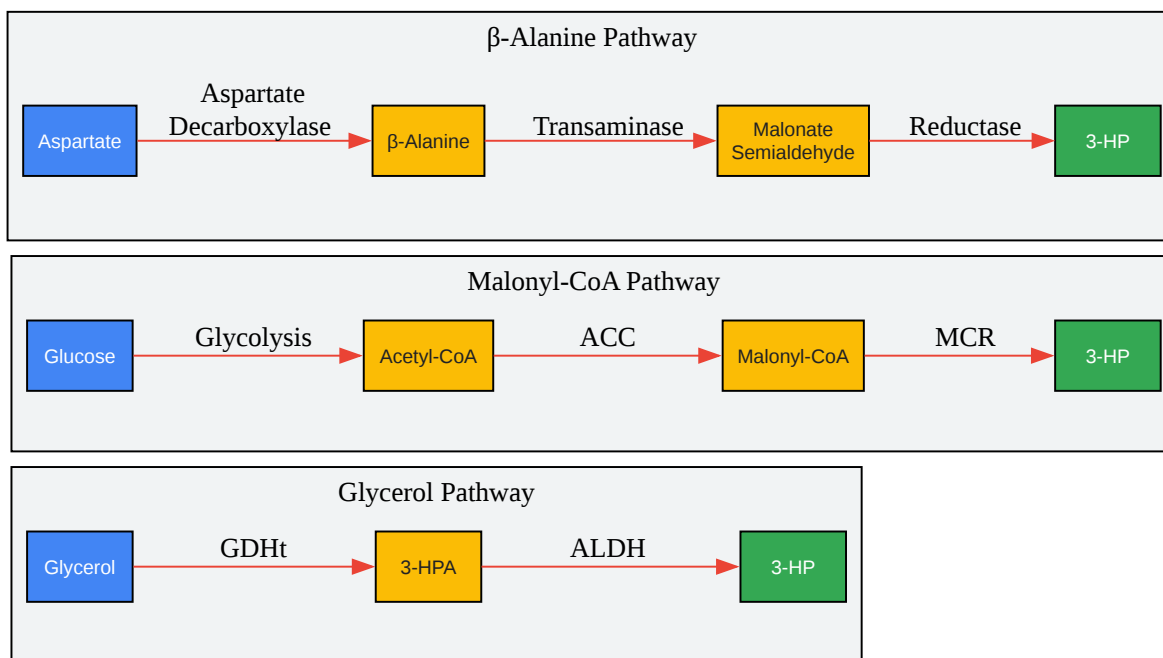 β-Alanine Pathway
Aspartate
Aspartate
Decarboxylase
β-Alanine
Transaminase
Malonate
Semialdehyde
Reductase
3-HP
Malonyl-CoA Pathway
Glucose
Glycolysis
Acetyl-CoA
ACC
Malonyl-CoA
MCR
3-HP
Glycerol Pathway
Glycerol
GDHt
3-HPA
ALDH
3-HP